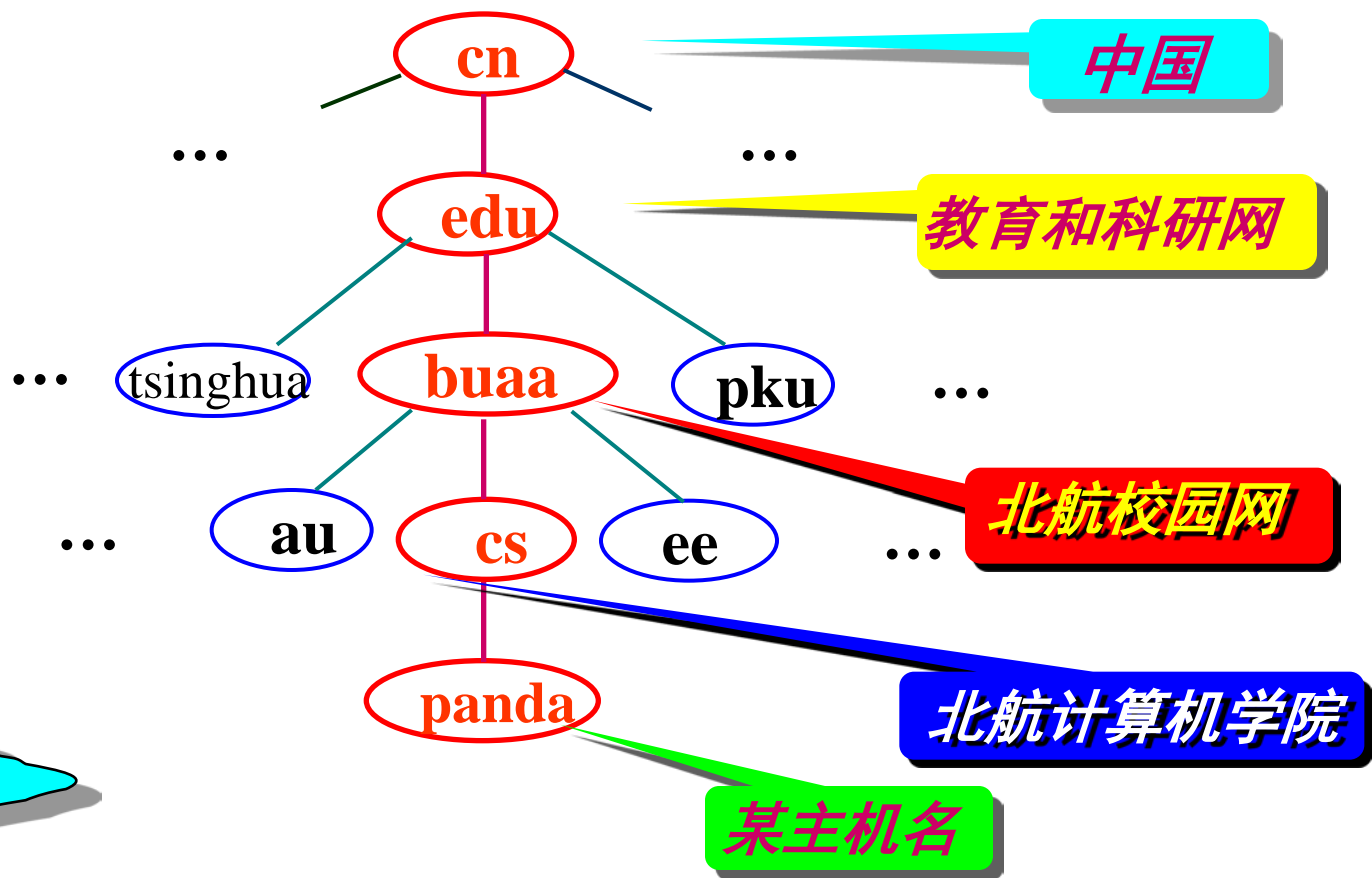 cn
中国
... ...
edu
教育和科研网
... tsinghua buaa pku ...
北航校园网
... au cs ee ...
panda
北航计算机学院
某主机名